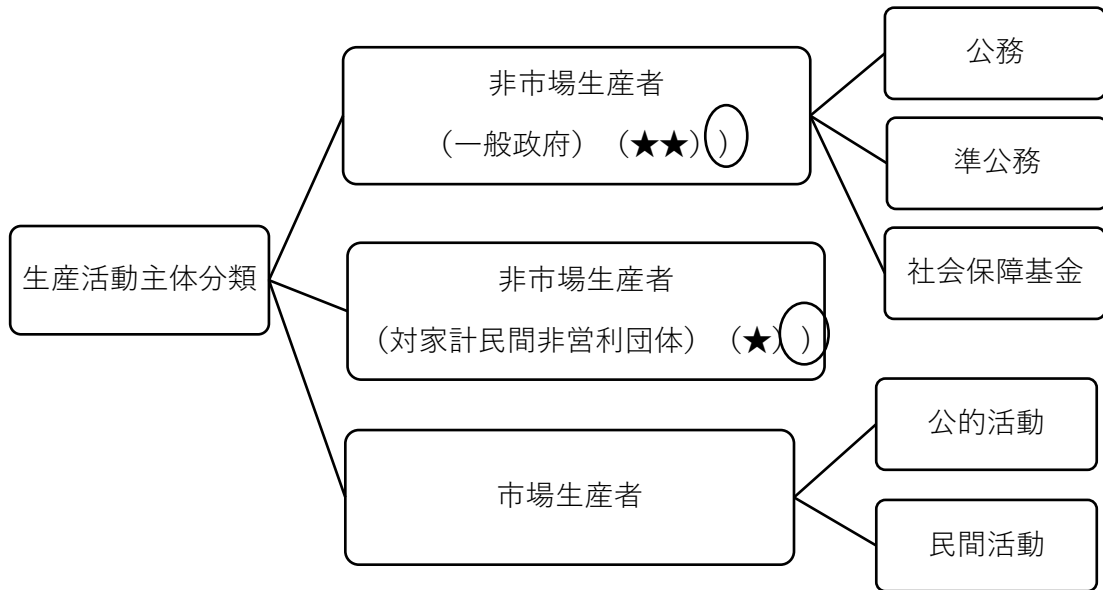 生産活動主体分類
非市場生産者
（一般政府）（★★））
公務
準公務
社会保障基金
非市場生産者
（対家計民間非営利団体）（★））
市場生産者
公的活動
民間活動